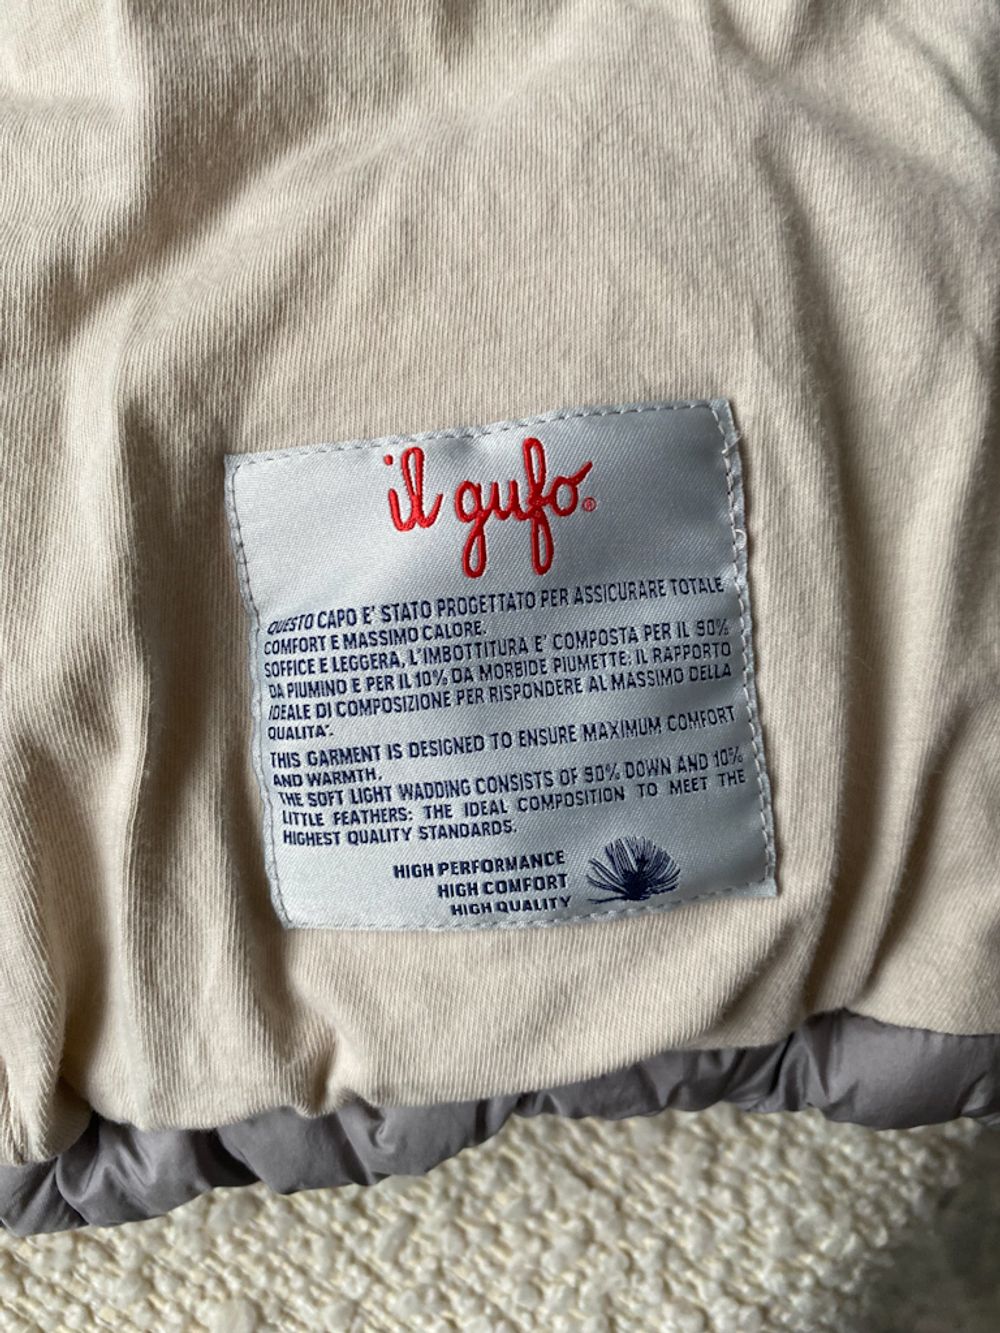 il gufo®
QUESTO CAPO E' STATO PROGETTATO PER ASSICURARE TOTALE
COMFORT E MASSIMO CALORE.
SOFFICE E LEGGERA, L'IMBOTTITURA E' COMPOSTA PER IL 90%
DA PIUMINO E PER IL 10% DA MORBIDE PIUMETTE: IL RAPPORTO
IDEALE DI COMPOSIZIONE PER RISPONDERE AL MASSIMO DELLA
QUALITA'.
THIS GARMENT IS DESIGNED TO ENSURE MAXIMUM COMFORT
AND WARMTH.
THE SOFT LIGHT WADDING CONSISTS OF 90% DOWN AND 10%
LITTLE FEATHERS: THE IDEAL COMPOSITION TO MEET THE
HIGHEST QUALITY STANDARDS.
HIGH PERFORMANCE
HIGH COMFORT
HIGH QUALITY